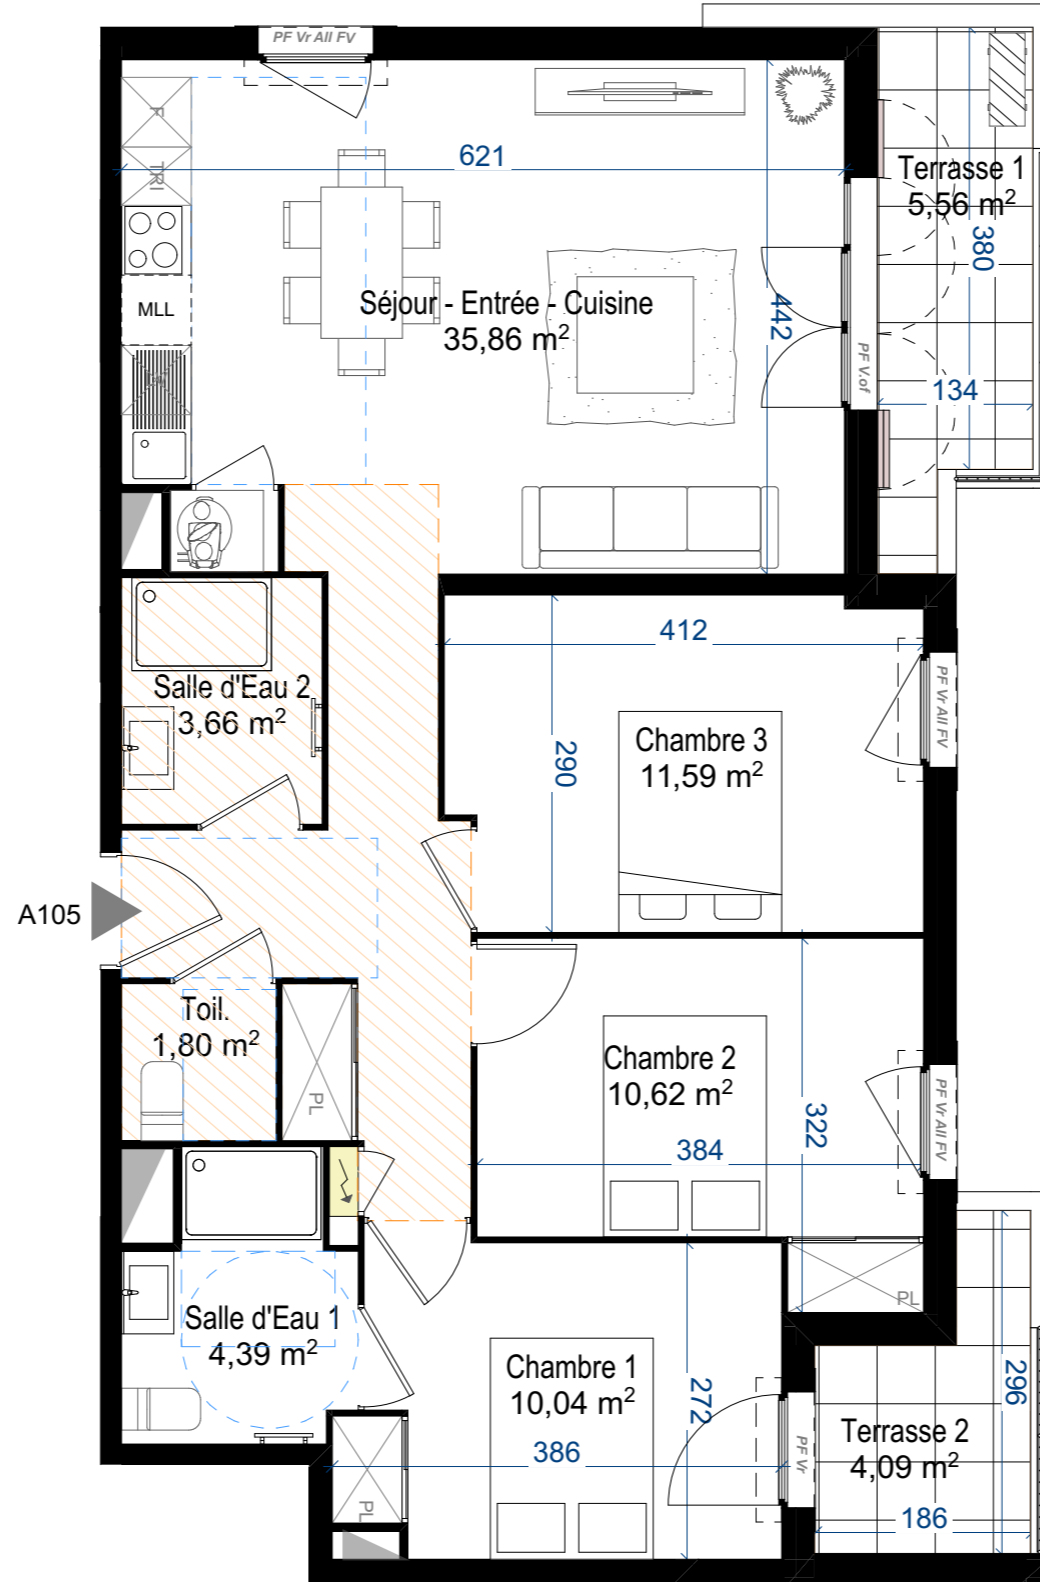 PF Vr All FV
621
F
TRI
MLL
Séjour - Entrée - Cuisine
35,86 m²
442
PF V.of
Terrasse 1
5,56 m²
380
134
412
Salle d'Eau 2
3,66 m²
290
Chambre 3
11,59 m²
PF Vr All FV
A105
Toil.
1,80 m²
PL
Chambre 2
10,62 m²
322
384
PF Vr All FV
PL
Salle d'Eau 1
4,39 m²
Chambre 1
10,04 m²
272
386
PL
PF Vr
Terrasse 2
4,09 m²
296
186